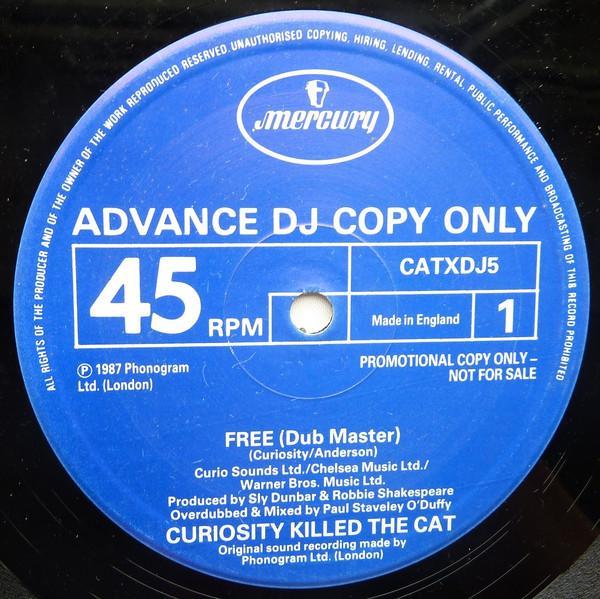 ALL RIGHTS OF THE PRODUCER AND OF THE OWNER OF THE WORK REPRODUCED RESERVED. UNAUTHORISED COPYING, HIRING, LENDING, RENTAL, PUBLIC PERFORMANCE AND BROADCASTING OF THIS RECORD PROHIBITED
mercury
ADVANCE DJ COPY ONLY
45 RPM
CATXDJ5
Made in England
1
℗ 1987 Phonogram
Ltd. (London)
PROMOTIONAL COPY ONLY –
NOT FOR SALE
FREE (Dub Master)
(Curiosity/Anderson)
Curio Sounds Ltd./Chelsea Music Ltd./
Warner Bros. Music Ltd.
Produced by Sly Dunbar & Robbie Shakespeare
Overdubbed & Mixed by Paul Staveley O'Duffy
CURIOSITY KILLED THE CAT
Original sound recording made by
Phonogram Ltd. (London)